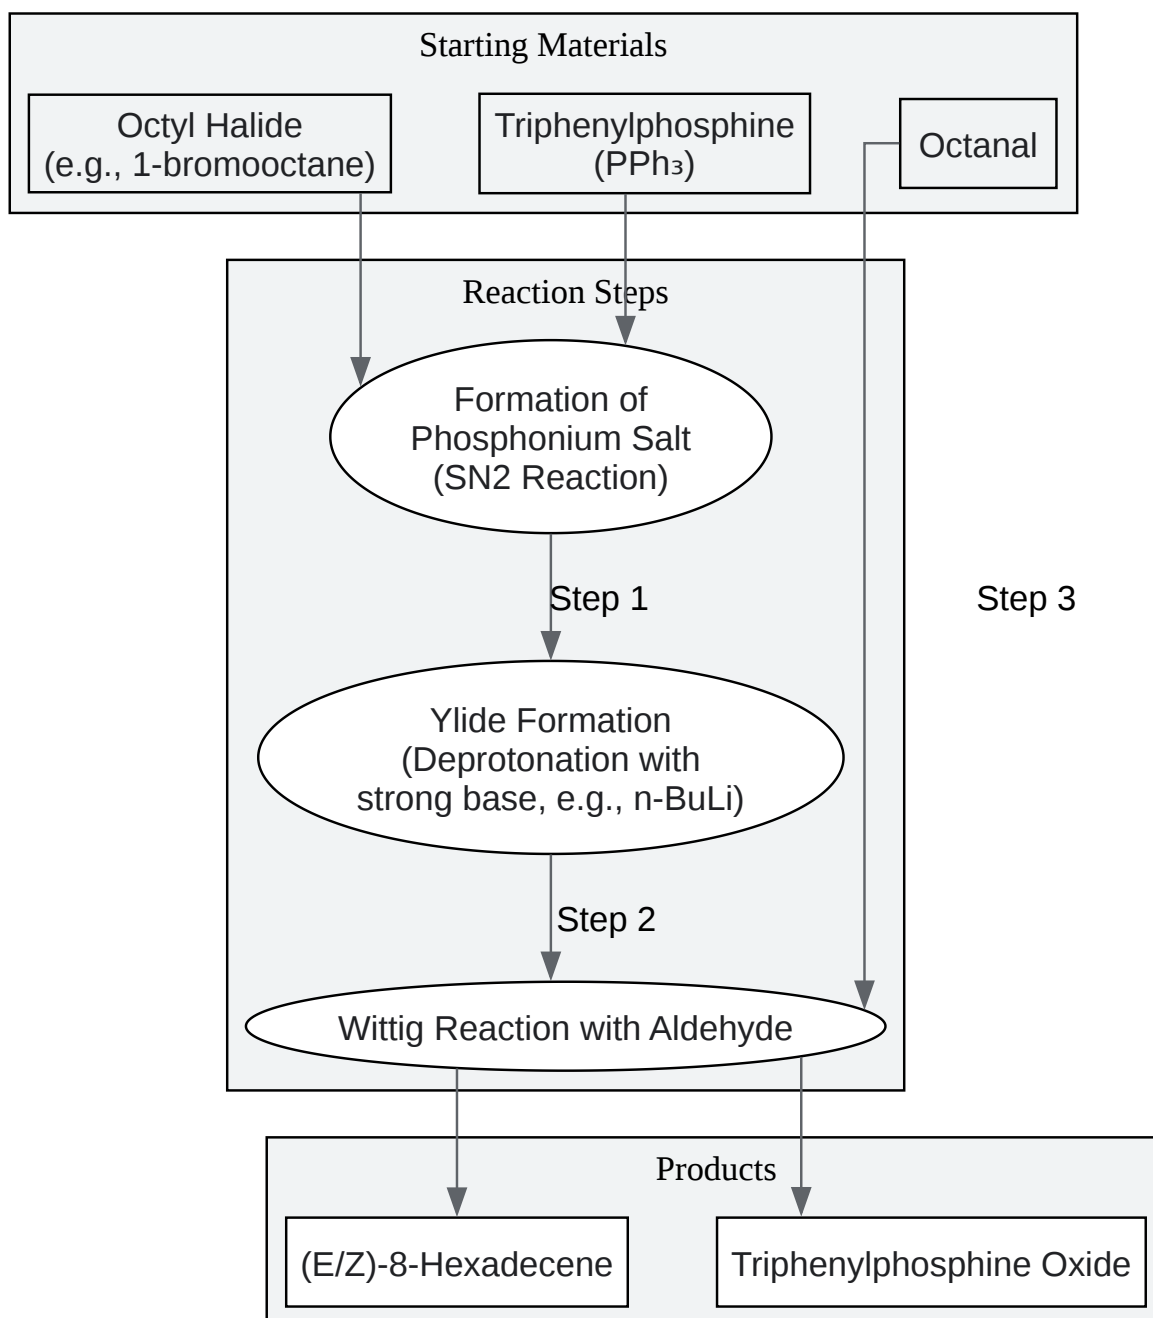 Starting Materials
Octyl Halide
(e.g., 1-bromooctane)
Triphenylphosphine
(PPh₃)
Octanal
Reaction Steps
Formation of
Phosphonium Salt
(SN2 Reaction)
Step 1
Step 3
Ylide Formation
(Deprotonation with
strong base, e.g., n-BuLi)
Step 2
Wittig Reaction with Aldehyde
Products
(E/Z)-8-Hexadecene
Triphenylphosphine Oxide